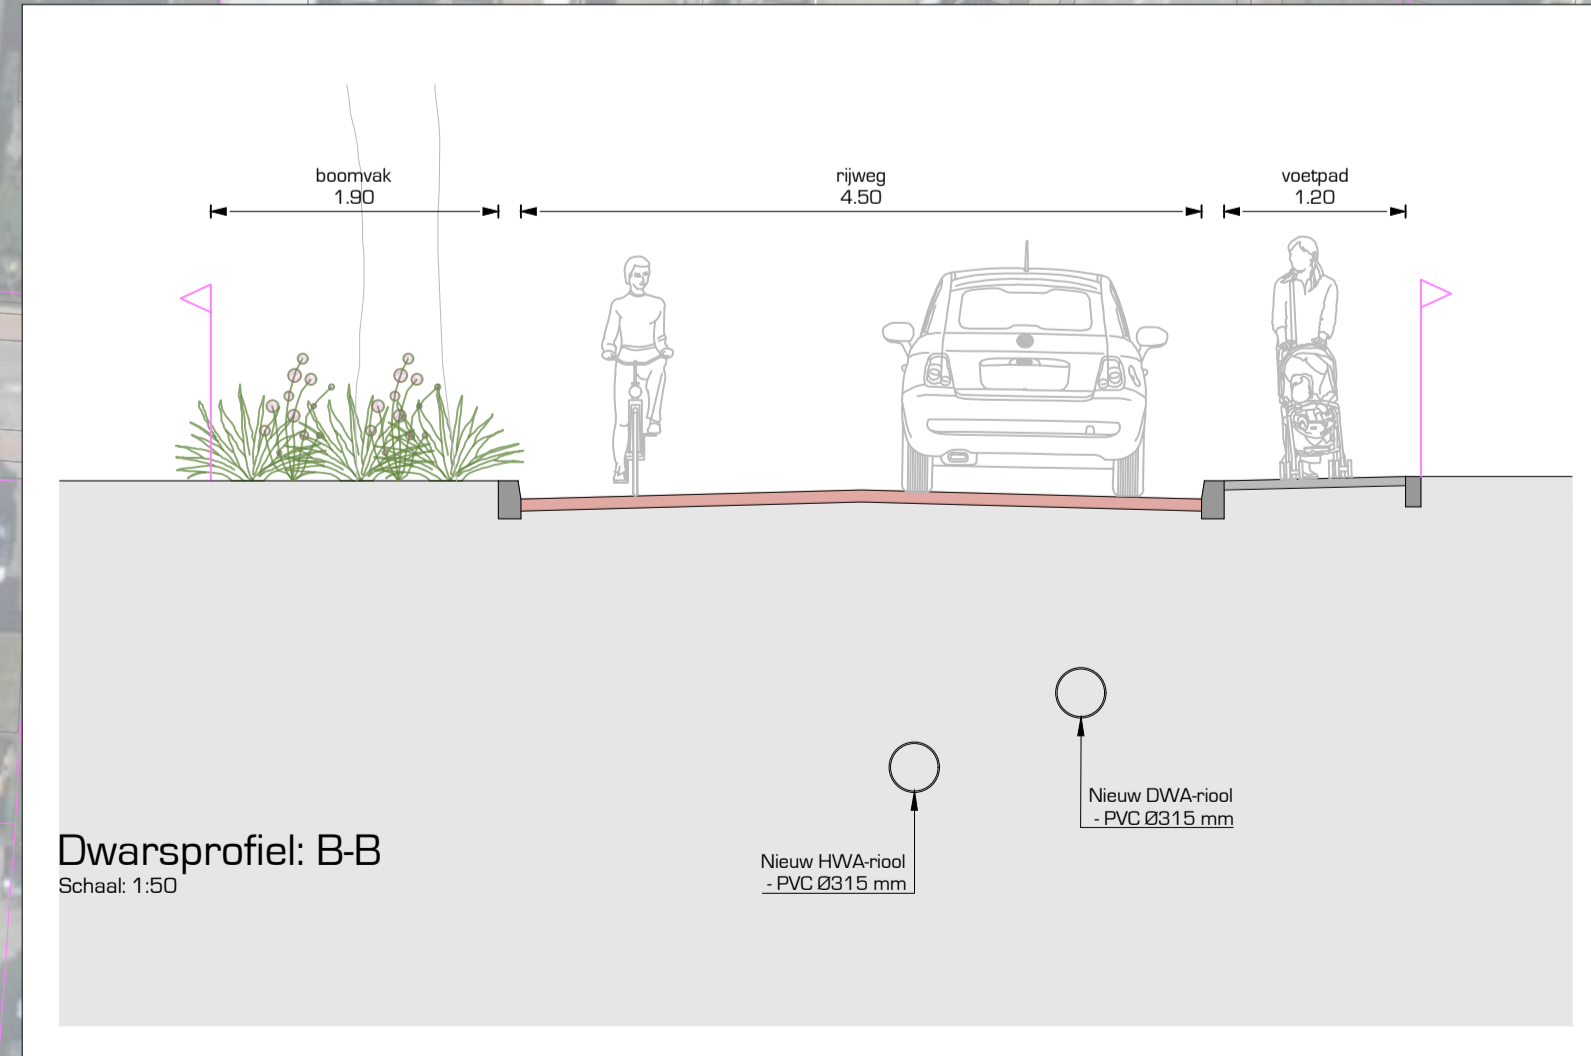 boomvak
1.90
rijweg
4.50
voetpad
1.20
Nieuw DWA-riool
- PVC Ø315 mm
Nieuw HWA-riool
- PVC Ø315 mm
Dwarsprofiel: B-B
Schaal: 1:50